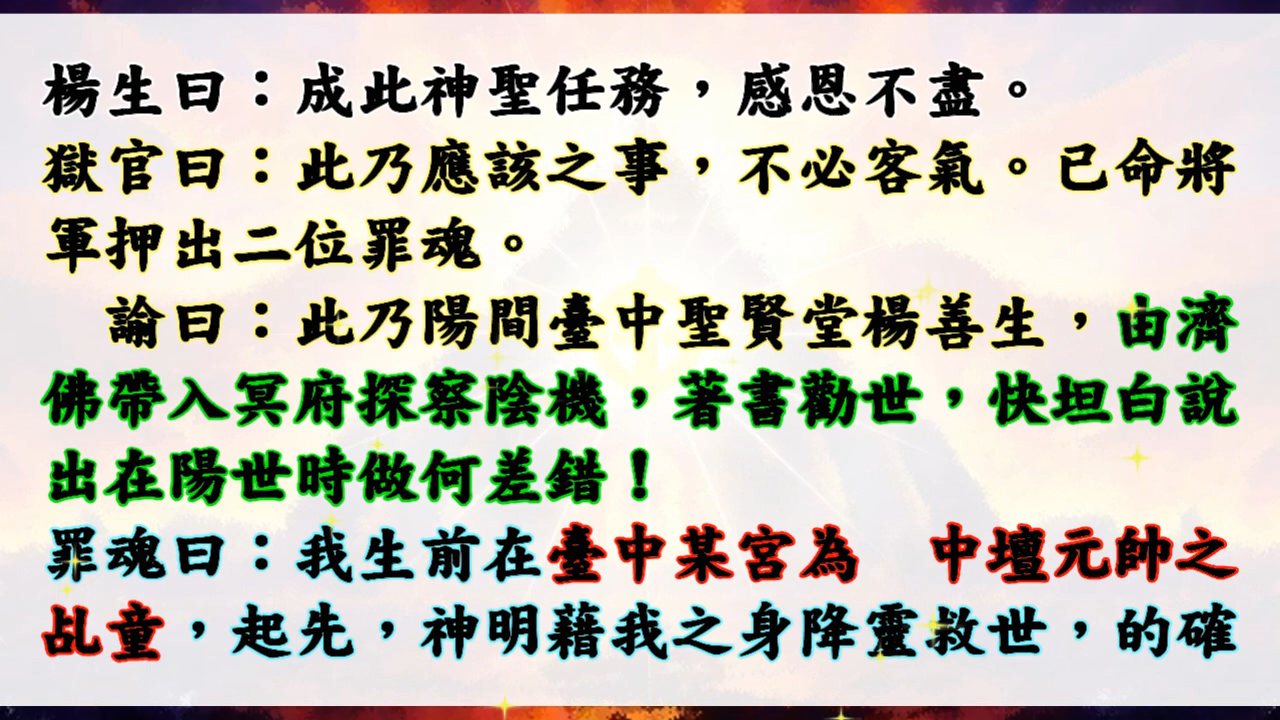 楊生曰：成此神聖任務，感恩不盡。
獄官曰：此乃應該之事，不必客氣。已命將
軍押出二位罪魂。
　諭曰：此乃陽間臺中聖賢堂楊善生，由濟
佛帶入冥府探察陰機，著書勸世，快坦白說
出在陽世時做何差錯！
罪魂曰：我生前在臺中某宮為　中壇元帥之
乩童，起先，神明藉我之身降靈救世，的確